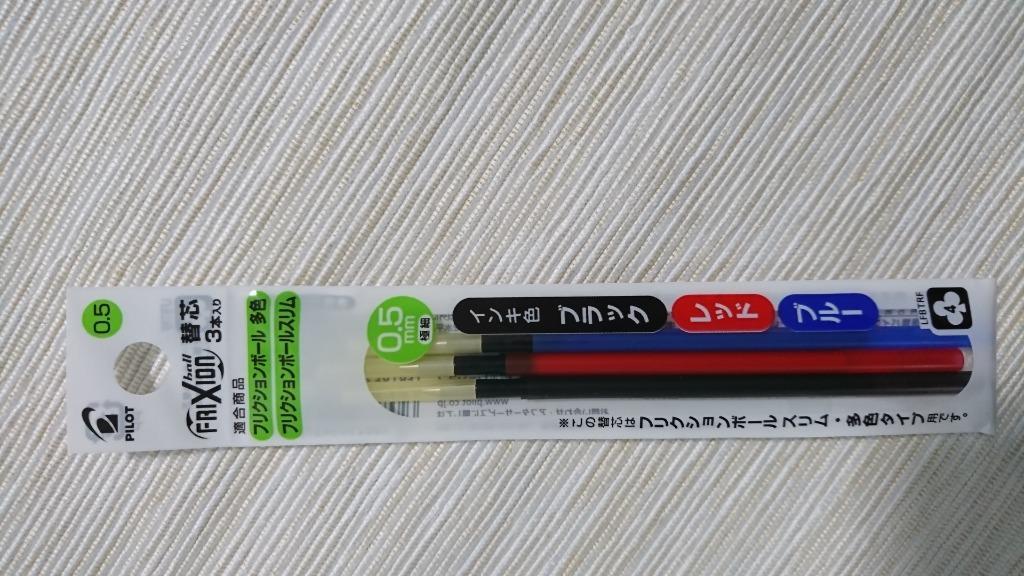 0.5
PILOT
FRIXION ball 替芯
3本入り
適合商品
フリクションボール 多色
フリクションボールスリム
0.5
mm
極細
インキ色 ブラック
レッド
ブルー
LFBTRF
4
※この替芯はフリクションボールスリム・多色タイプ用です。